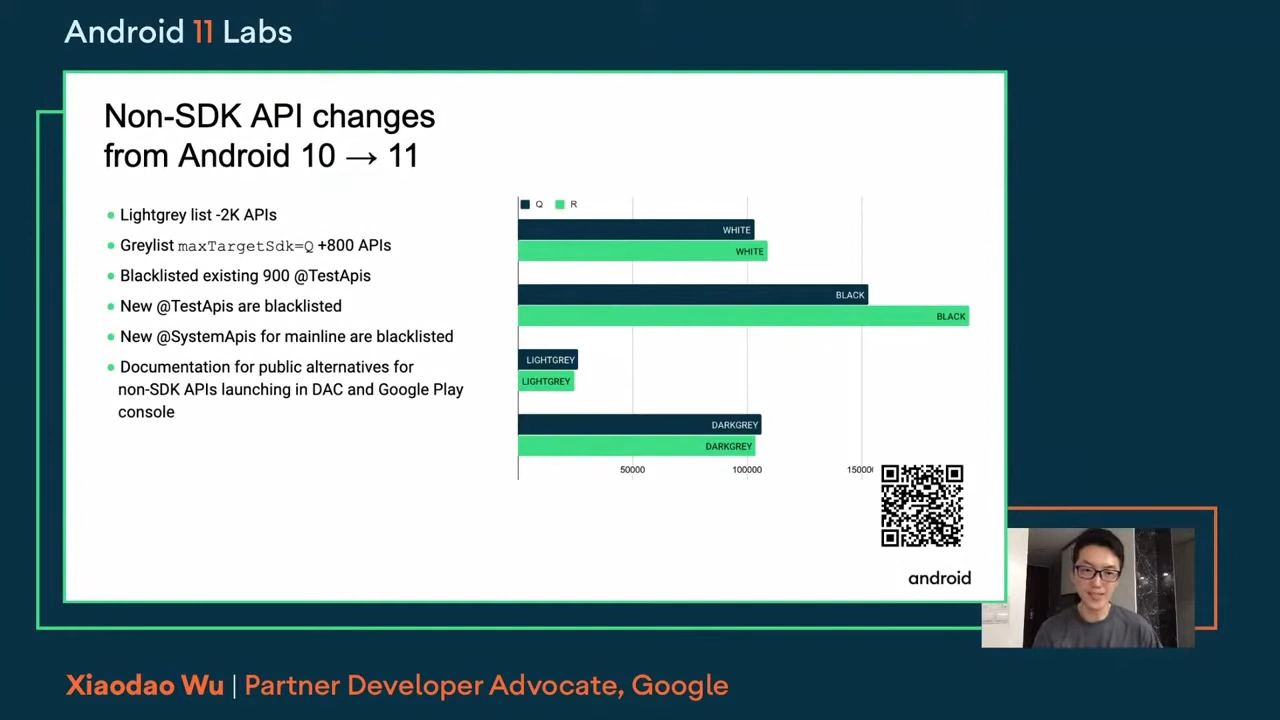 Android 11 Labs
Non-SDK API changes
from Android 10 → 11
• Lightgrey list -2K APIs
• Greylist maxTargetSdk=Q +800 APIs
• Blacklisted existing 900 @TestApis
• New @TestApis are blacklisted
• New @SystemApis for mainline are blacklisted
• Documentation for public alternatives for
non-SDK APIs launching in DAC and Google Play
console
Q R
WHITE
WHITE
BLACK
BLACK
LIGHTGREY
LIGHTGREY
DARKGREY
DARKGREY
50000 100000 150000
android
Xiaodao Wu | Partner Developer Advocate, Google